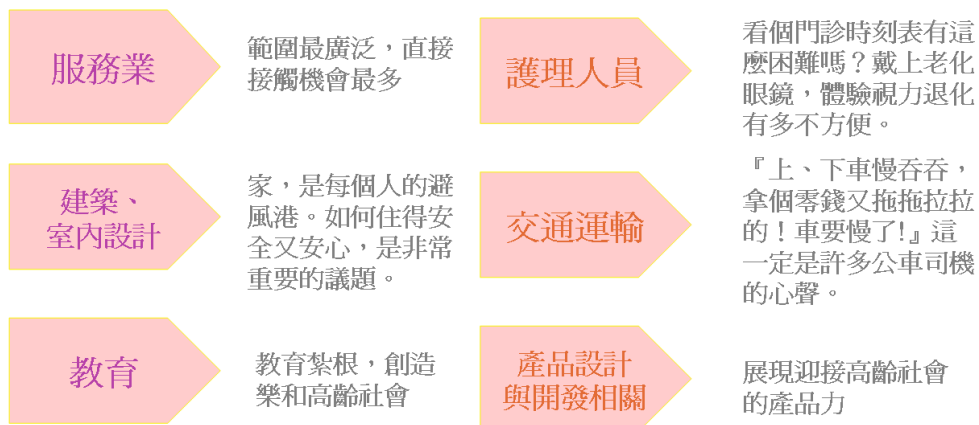 服務業
範圍最廣泛，直接
接觸機會最多
護理人員
看個門診時刻表有這
麼困難嗎？戴上老化
眼鏡，體驗視力退化
有多不方便。
建築、
室內設計
家，是每個人的避
風港。如何住得安
全又安心，是非常
重要的議題。
交通運輸
『上、下車慢吞吞，
拿個零錢又拖拖拉拉
的！車要慢了!』這
一定是許多公車司機
的心聲。
教育
教育紮根，創造
樂和高齡社會
產品設計
與開發相關
展現迎接高齡社會
的產品力